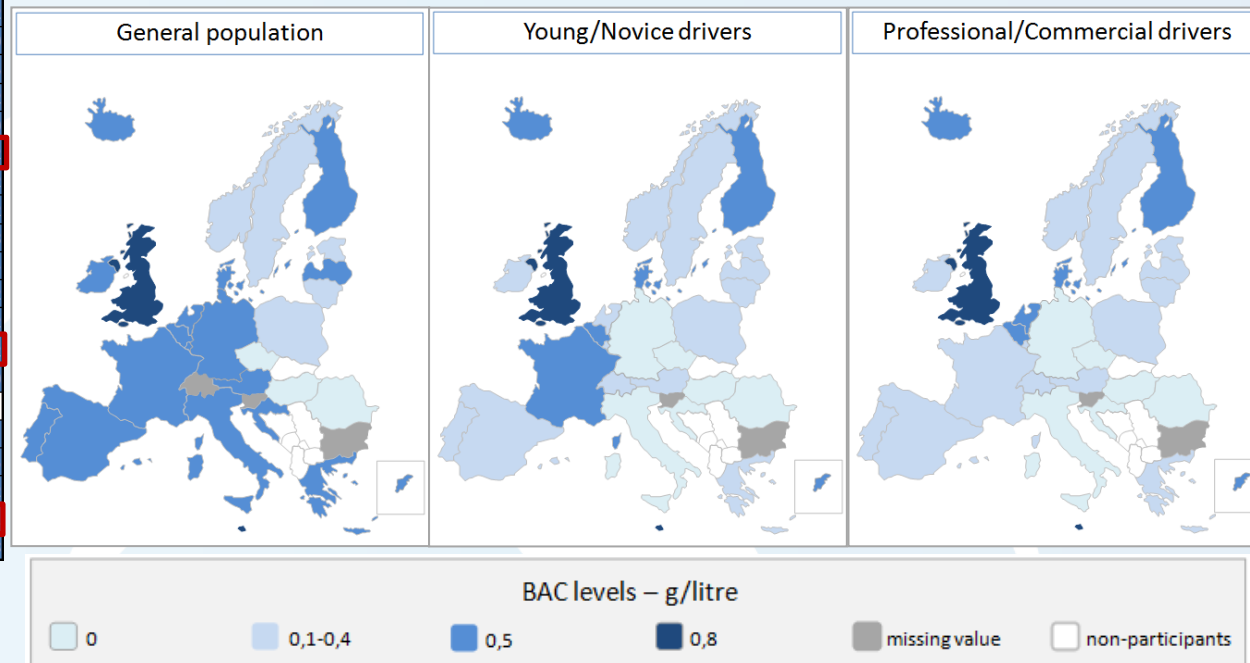 General population
Young/Novice drivers
Professional/Commercial drivers
BAC levels – g/litre
0
0,1-0,4
0,5
0,8
missing value
non-participants